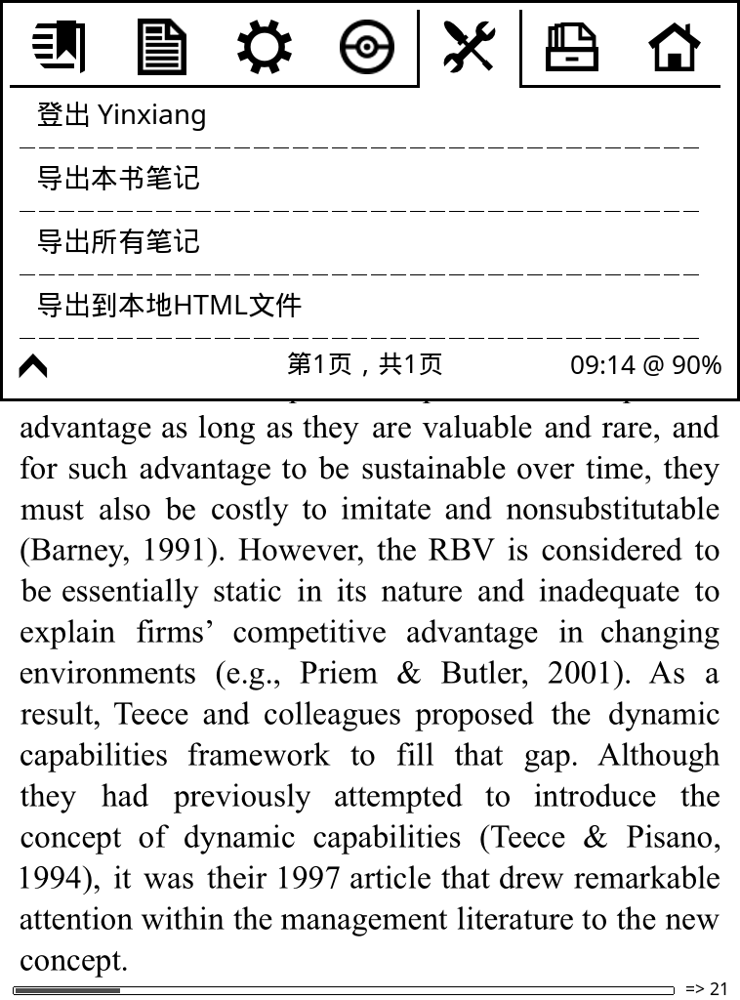 登出 Yinxiang
导出本书笔记
导出所有笔记
导出到本地HTML文件
第1页，共1页
09:14 @ 90%
advantage as long as they are valuable and rare, and
for such advantage to be sustainable over time, they
must also be costly to imitate and nonsubstitutable
(Barney, 1991). However, the RBV is considered to
be essentially static in its nature and inadequate to
explain firms’ competitive advantage in changing
environments (e.g., Priem & Butler, 2001). As a
result, Teece and colleagues proposed the dynamic
capabilities framework to fill that gap. Although
they had previously attempted to introduce the
concept of dynamic capabilities (Teece & Pisano,
1994), it was their 1997 article that drew remarkable
attention within the management literature to the new
concept.
=> 21